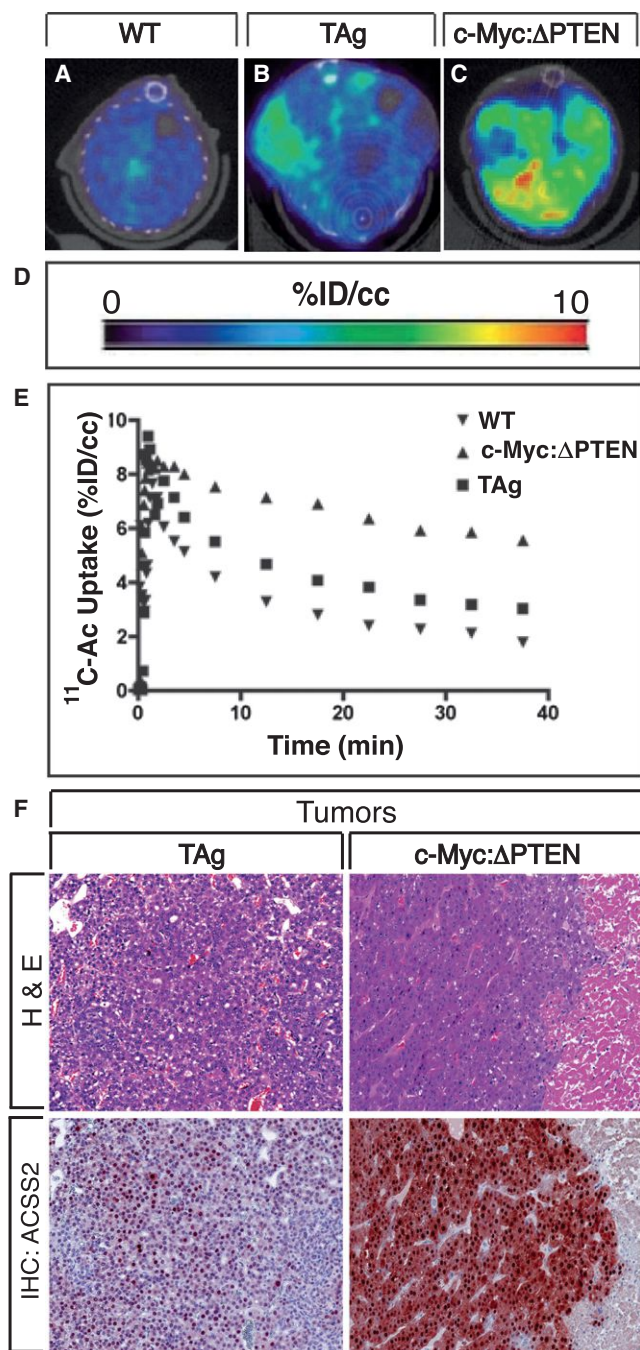 WT TAg c-Myc:ΔPTEN
A B C
D
%ID/cc
0 10
E
10
8
6
4
2
0
¹¹C-Ac Uptake (%ID/cc)
WT
c-Myc:ΔPTEN
TAg
0 10 20 30 40
Time (min)
F
Tumors
TAg c-Myc:ΔPTEN
H & E
IHC: ACSS2